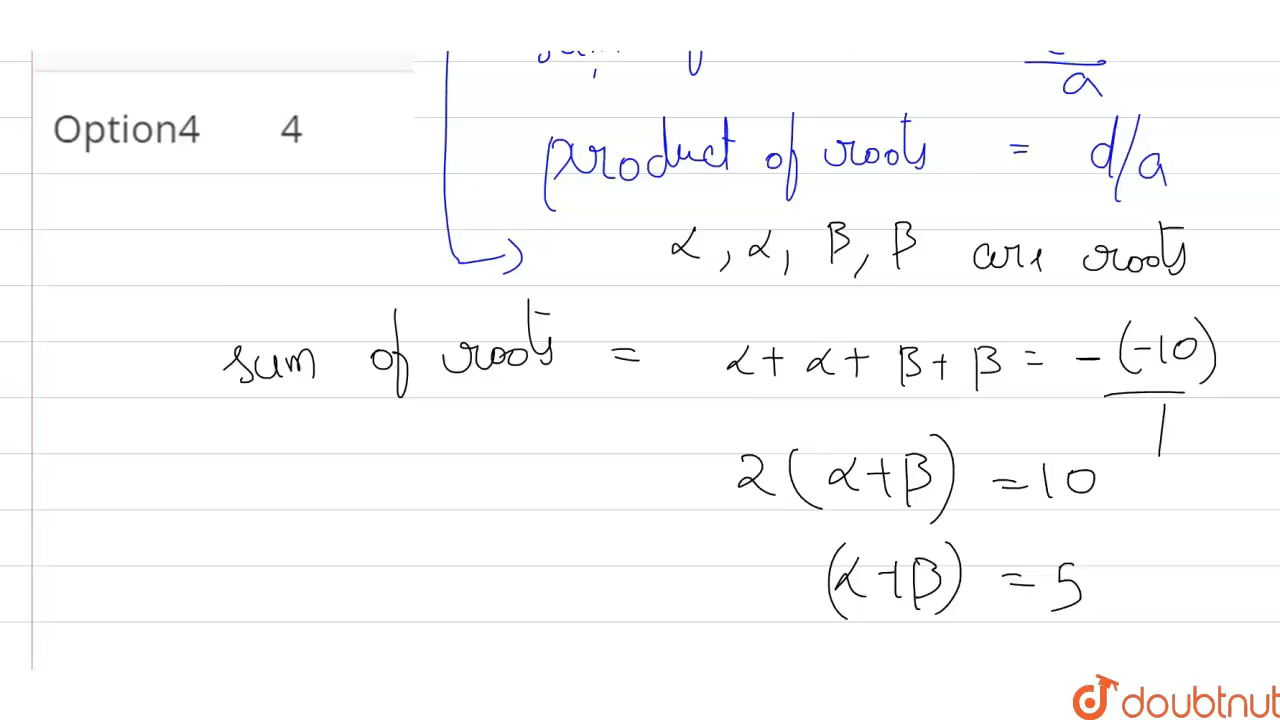 a
Option4 4
product of roots = d/a
α, α, β, β are roots
sum of roots = α + α + β + β = -(-10)
1
2(α+β) = 10
(α+β) = 5
doubtnut